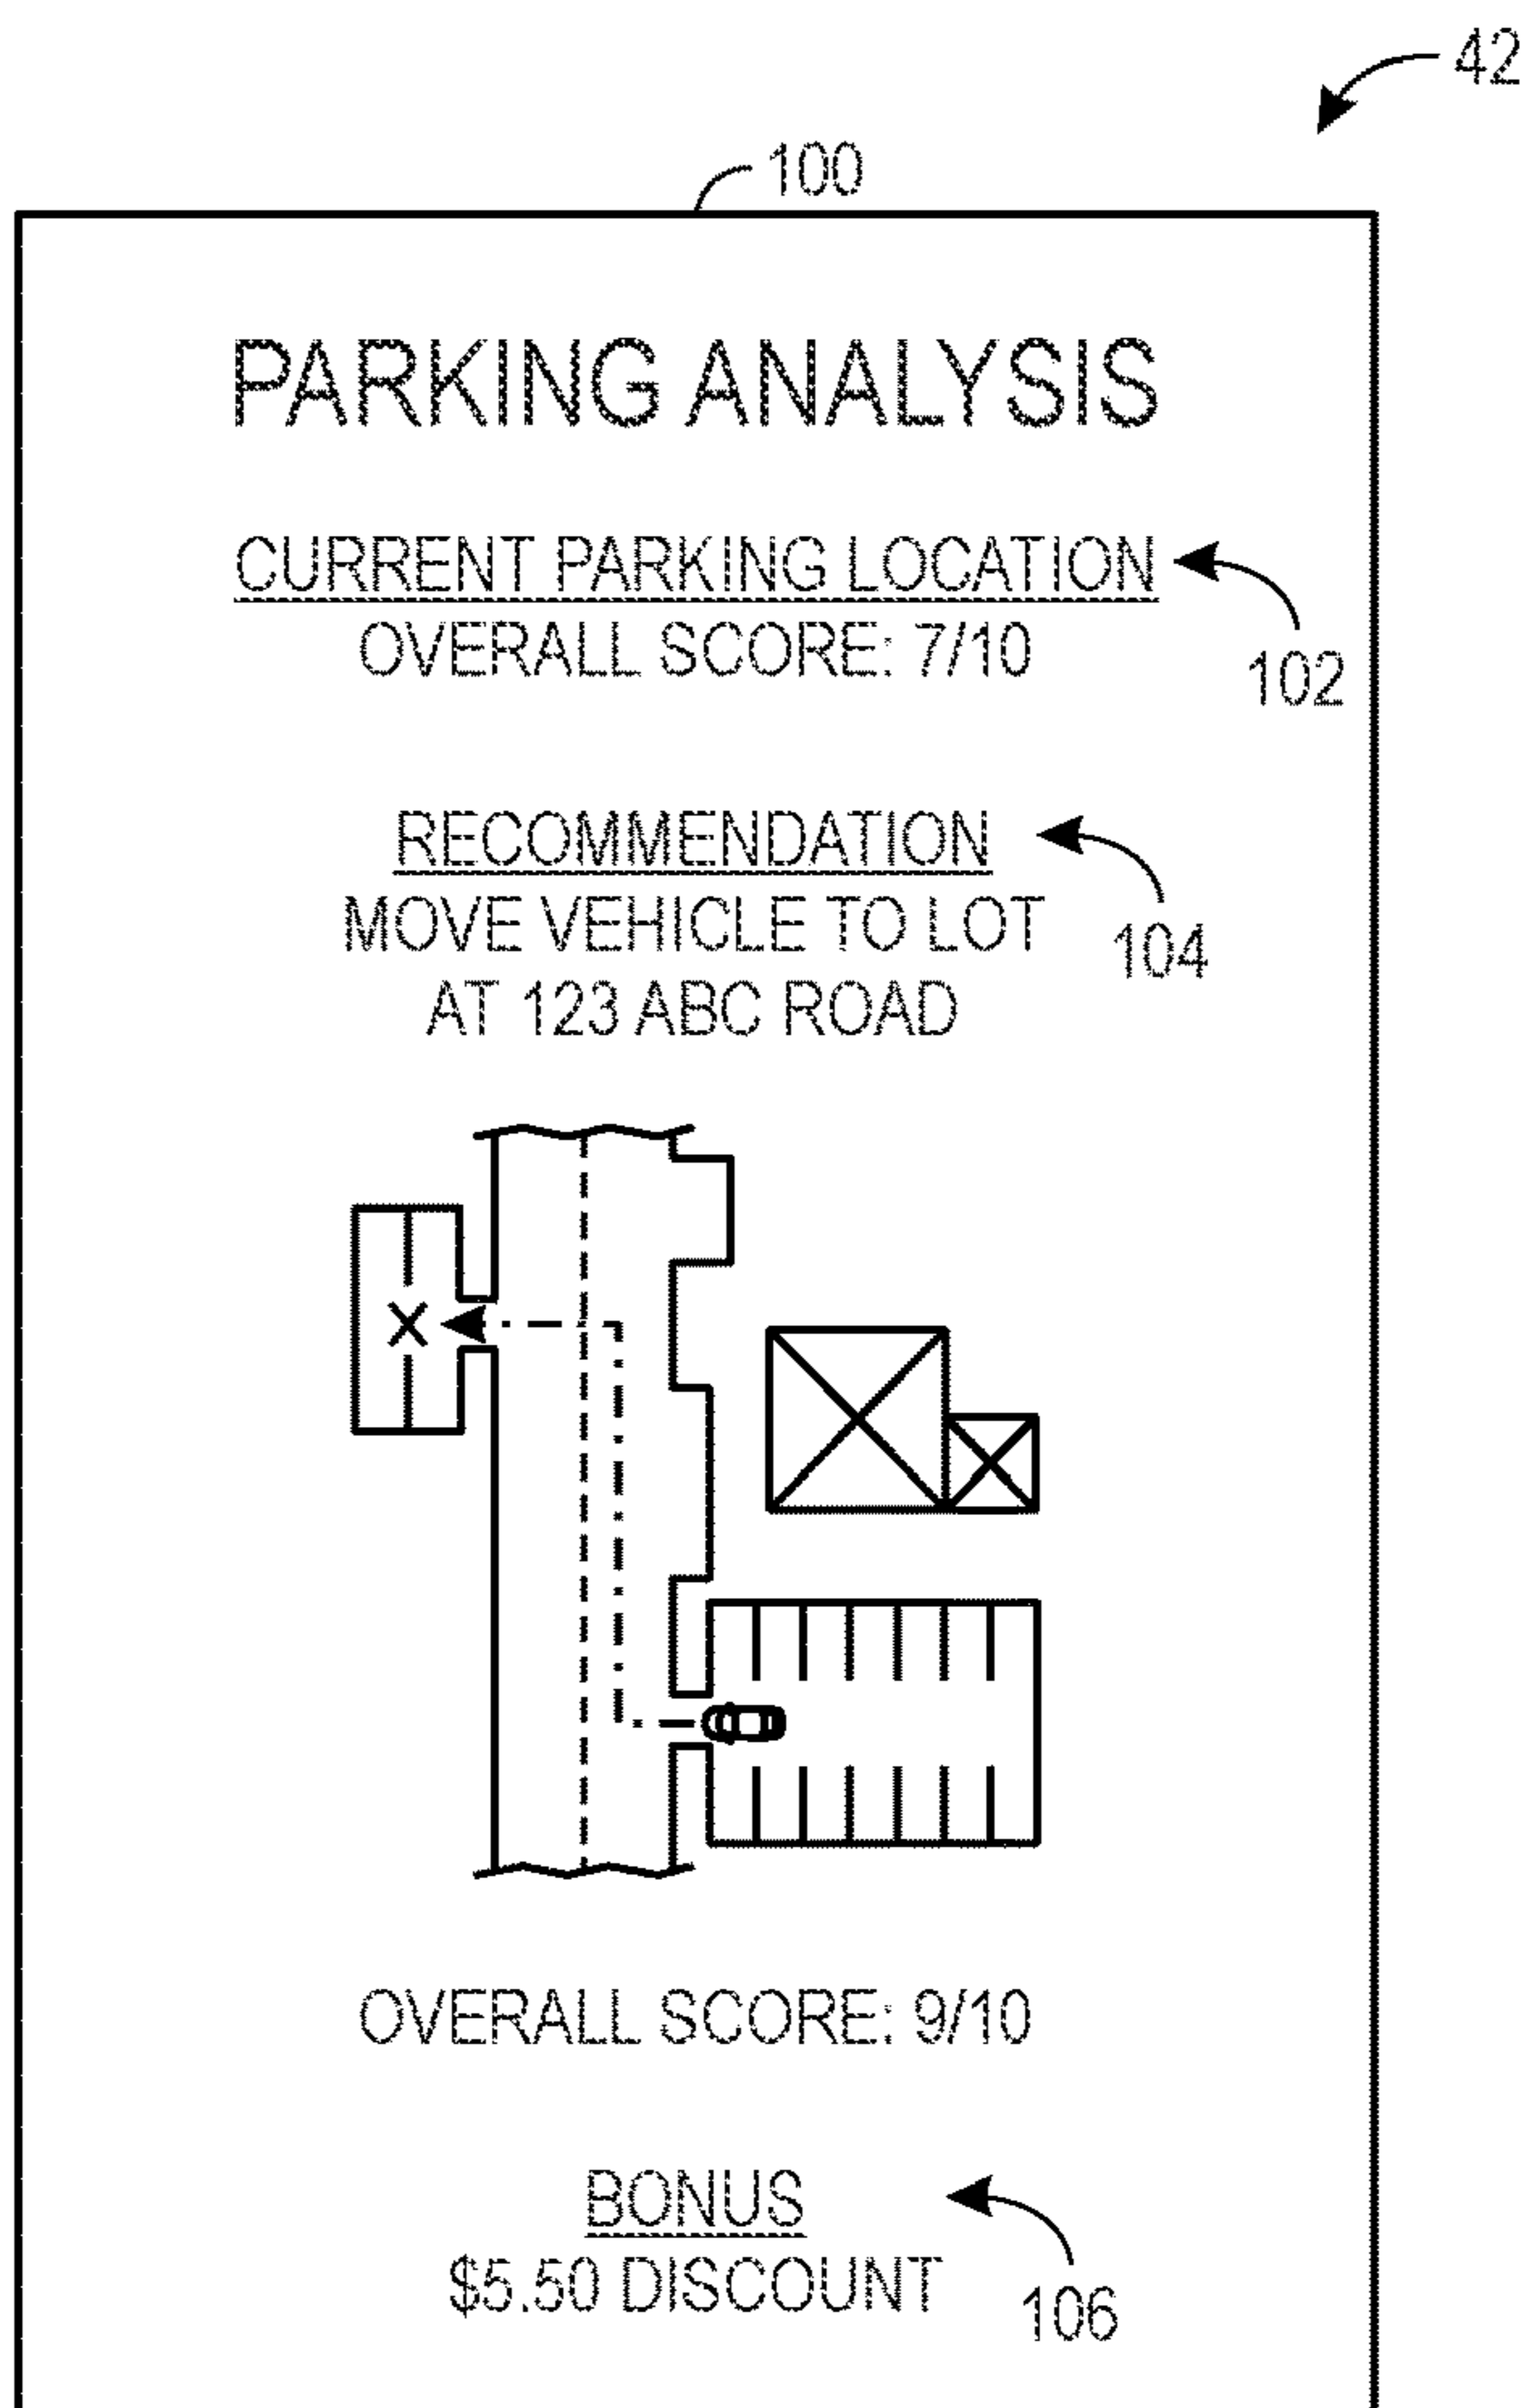 42
100
PARKING ANALYSIS
CURRENT PARKING LOCATION
OVERALL SCORE: 7/10
102
RECOMMENDATION
MOVE VEHICLE TO LOT
AT 123 ABC ROAD
104
OVERALL SCORE: 9/10
BONUS
$5.50 DISCOUNT
106